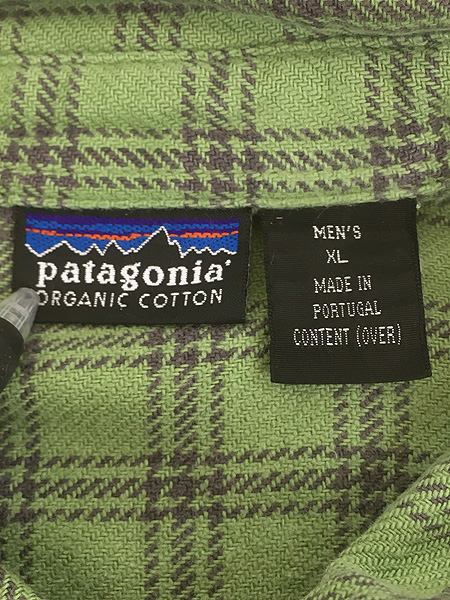 patagonia®
ORGANIC COTTON
MEN'S
XL
MADE IN
PORTUGAL
CONTENT (OVER)